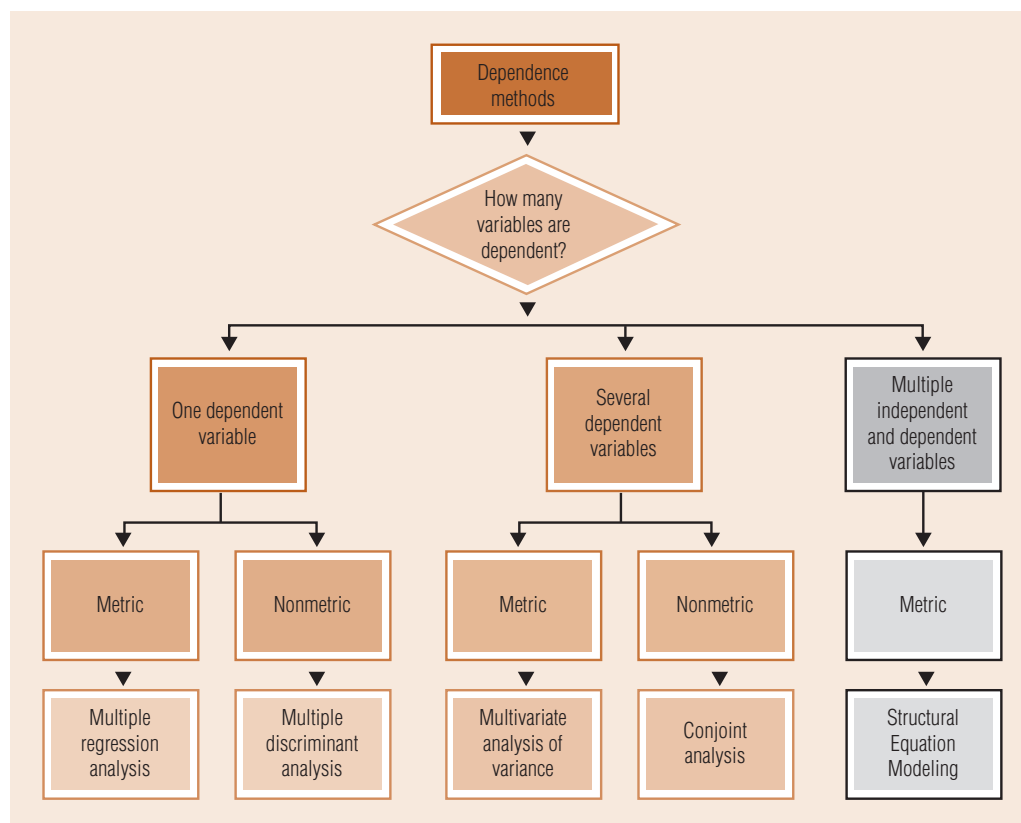 Dependence
methods
How many
variables are
dependent?
One dependent
variable
Several
dependent
variables
Multiple
independent
and dependent
variables
Metric
Nonmetric
Metric
Nonmetric
Metric
Multiple
regression
analysis
Multiple
discriminant
analysis
Multivariate
analysis of
variance
Conjoint
analysis
Structural
Equation
Modeling